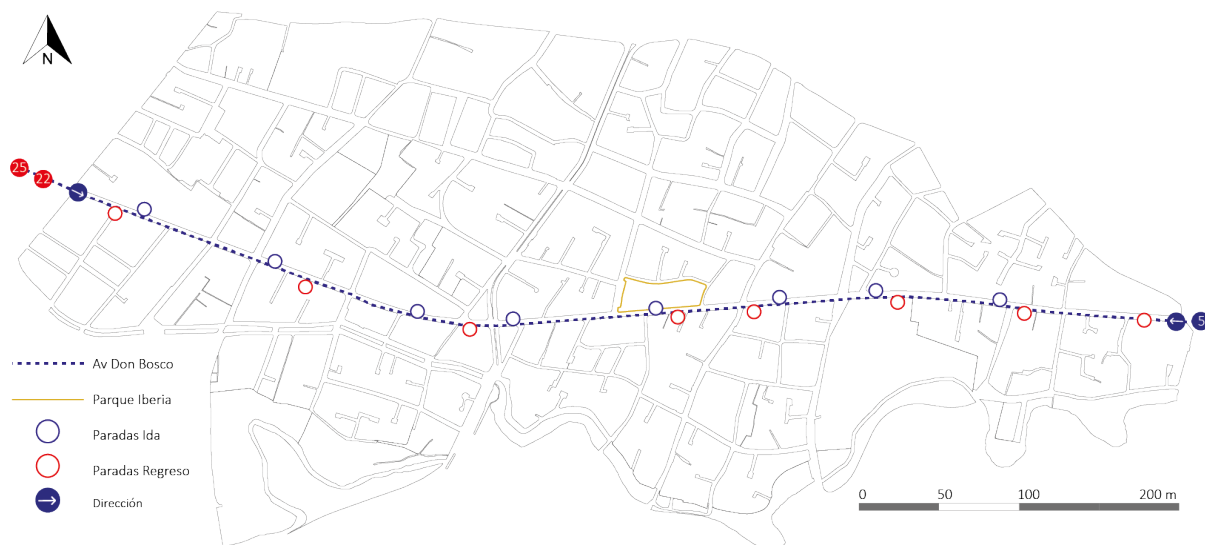 N
25
22
5
Av Don Bosco
Parque Iberia
Paradas Ida
Paradas Regreso
Dirección
0 50 100 200 m